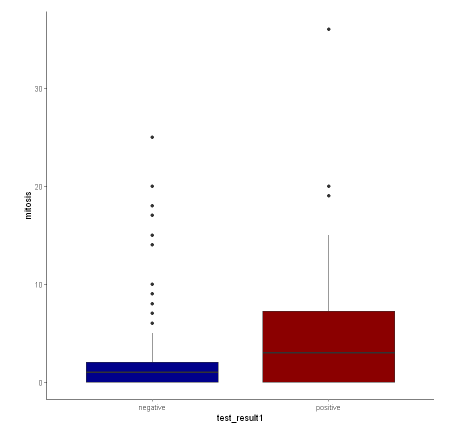 mitosis
30
20
10
0
negative
positive
test_result1